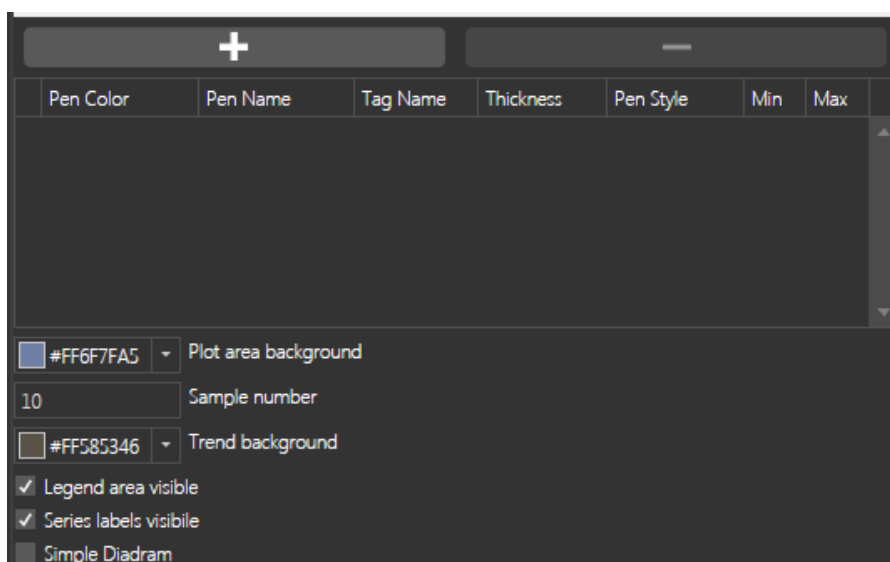 Pen Color Pen Name Tag Name Thickness Pen Style Min Max
#FF6F7FA5 Plot area background
10 Sample number
#FF585346 Trend background
Legend area visible
Series labels visibile
Simple Diadram